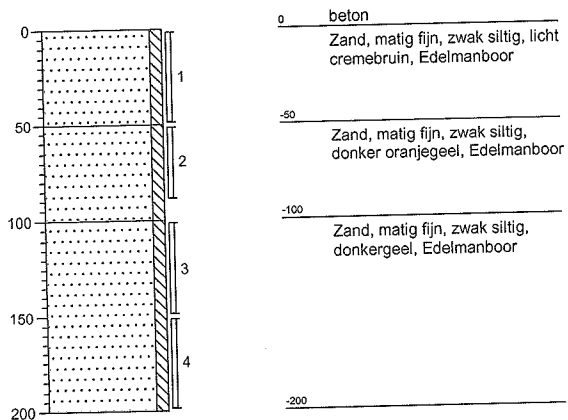 0
50
100
150
200
1
2
3
4
0 beton
Zand, matig fijn, zwak siltig, licht
cremebruin, Edelmanboor
-50
Zand, matig fijn, zwak siltig,
donker oranjegeel, Edelmanboor
-100
Zand, matig fijn, zwak siltig,
donkergeel, Edelmanboor
-200